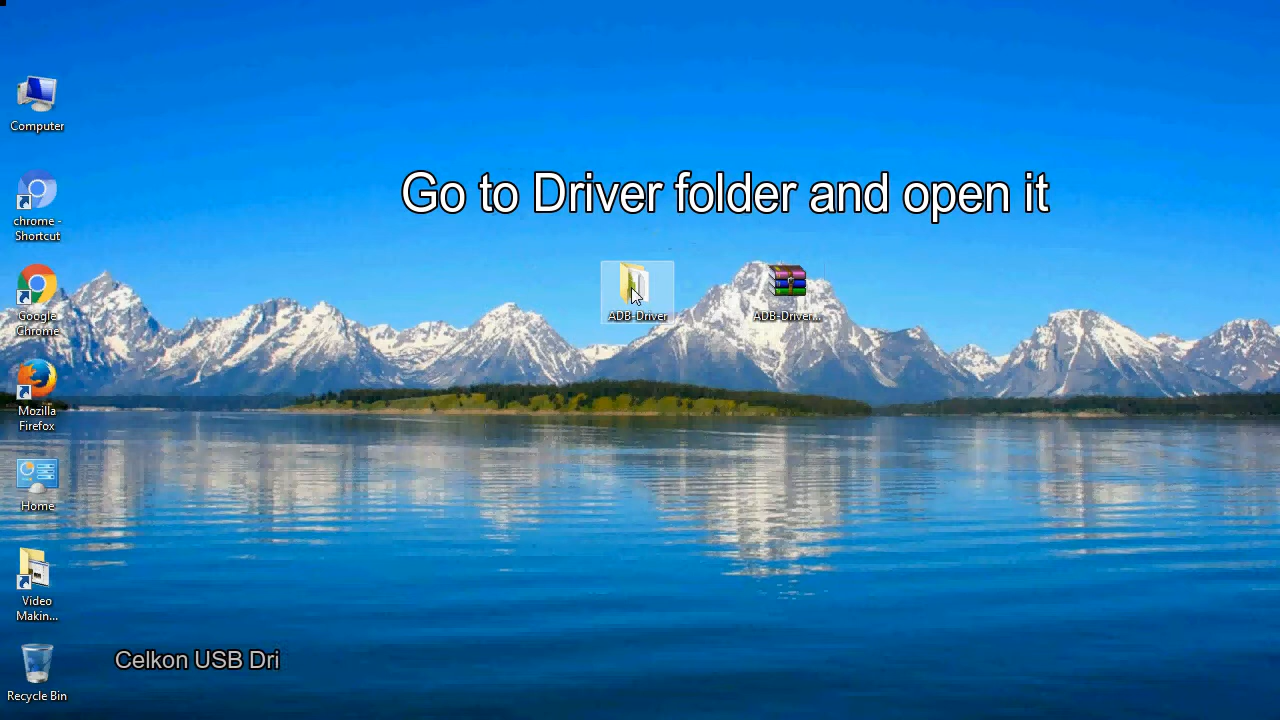 Computer
chrome -
Shortcut
Google
Chrome
Mozilla
Firefox
Home
Video
Makin...
Recycle Bin
Go to Driver folder and open it
ADB-Driver
ADB-Driver...
Celkon USB Dri